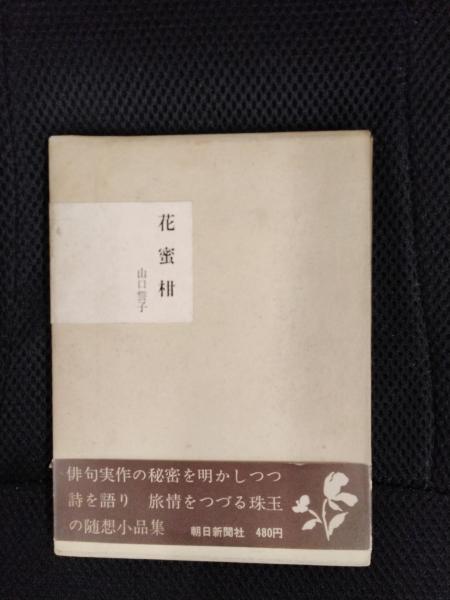 花蜜柑
山口誓子
俳句実作の秘密を明かしつつ
詩を語り　旅情をつづる珠玉
の随想小品集　朝日新聞社　480円